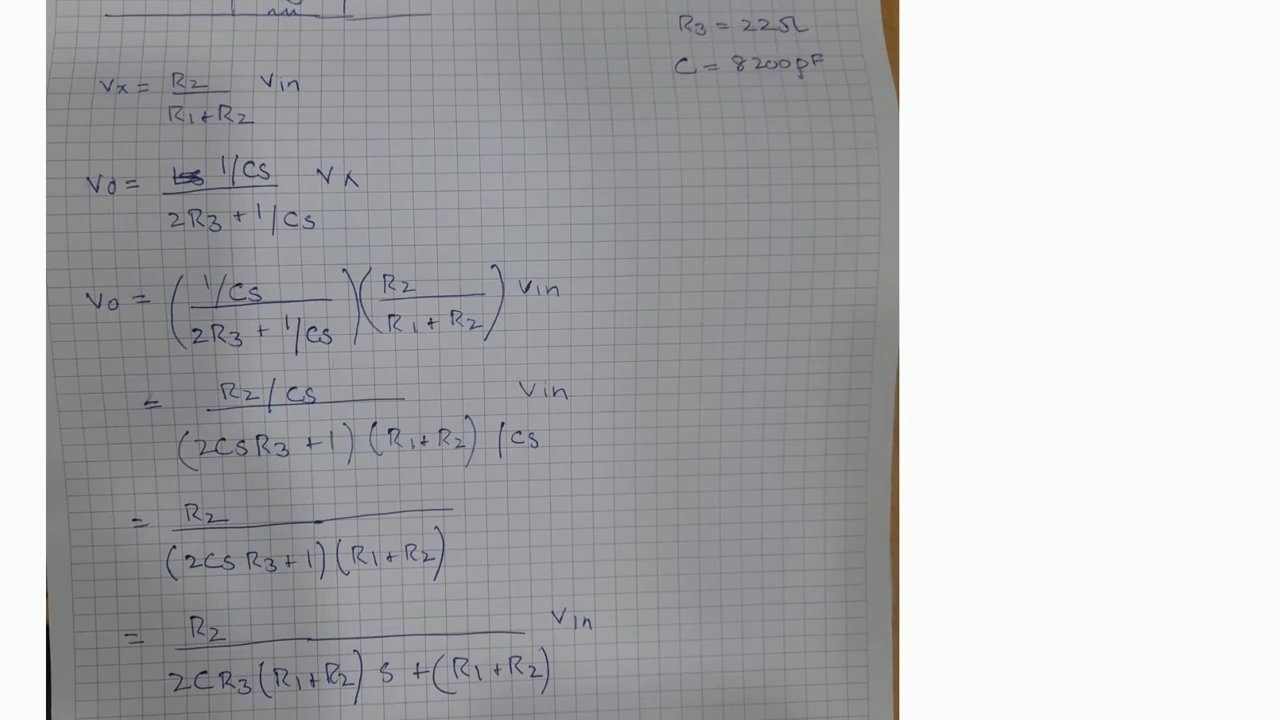 R3 = 22Ω
C = 8200pF
Vx = R2 / R1+R2 Vin
Vo = 1/CS / 2R3 + 1/CS Vx
Vo = (1/CS / 2R3 + 1/CS) (R2 / R1 + R2) Vin
= R2/CS / (2CSR3 + 1) (R1+R2) /CS Vin
= R2 / (2CSR3+1) (R1+R2)
= R2 / 2CR3(R1+R2) S + (R1+R2) Vin